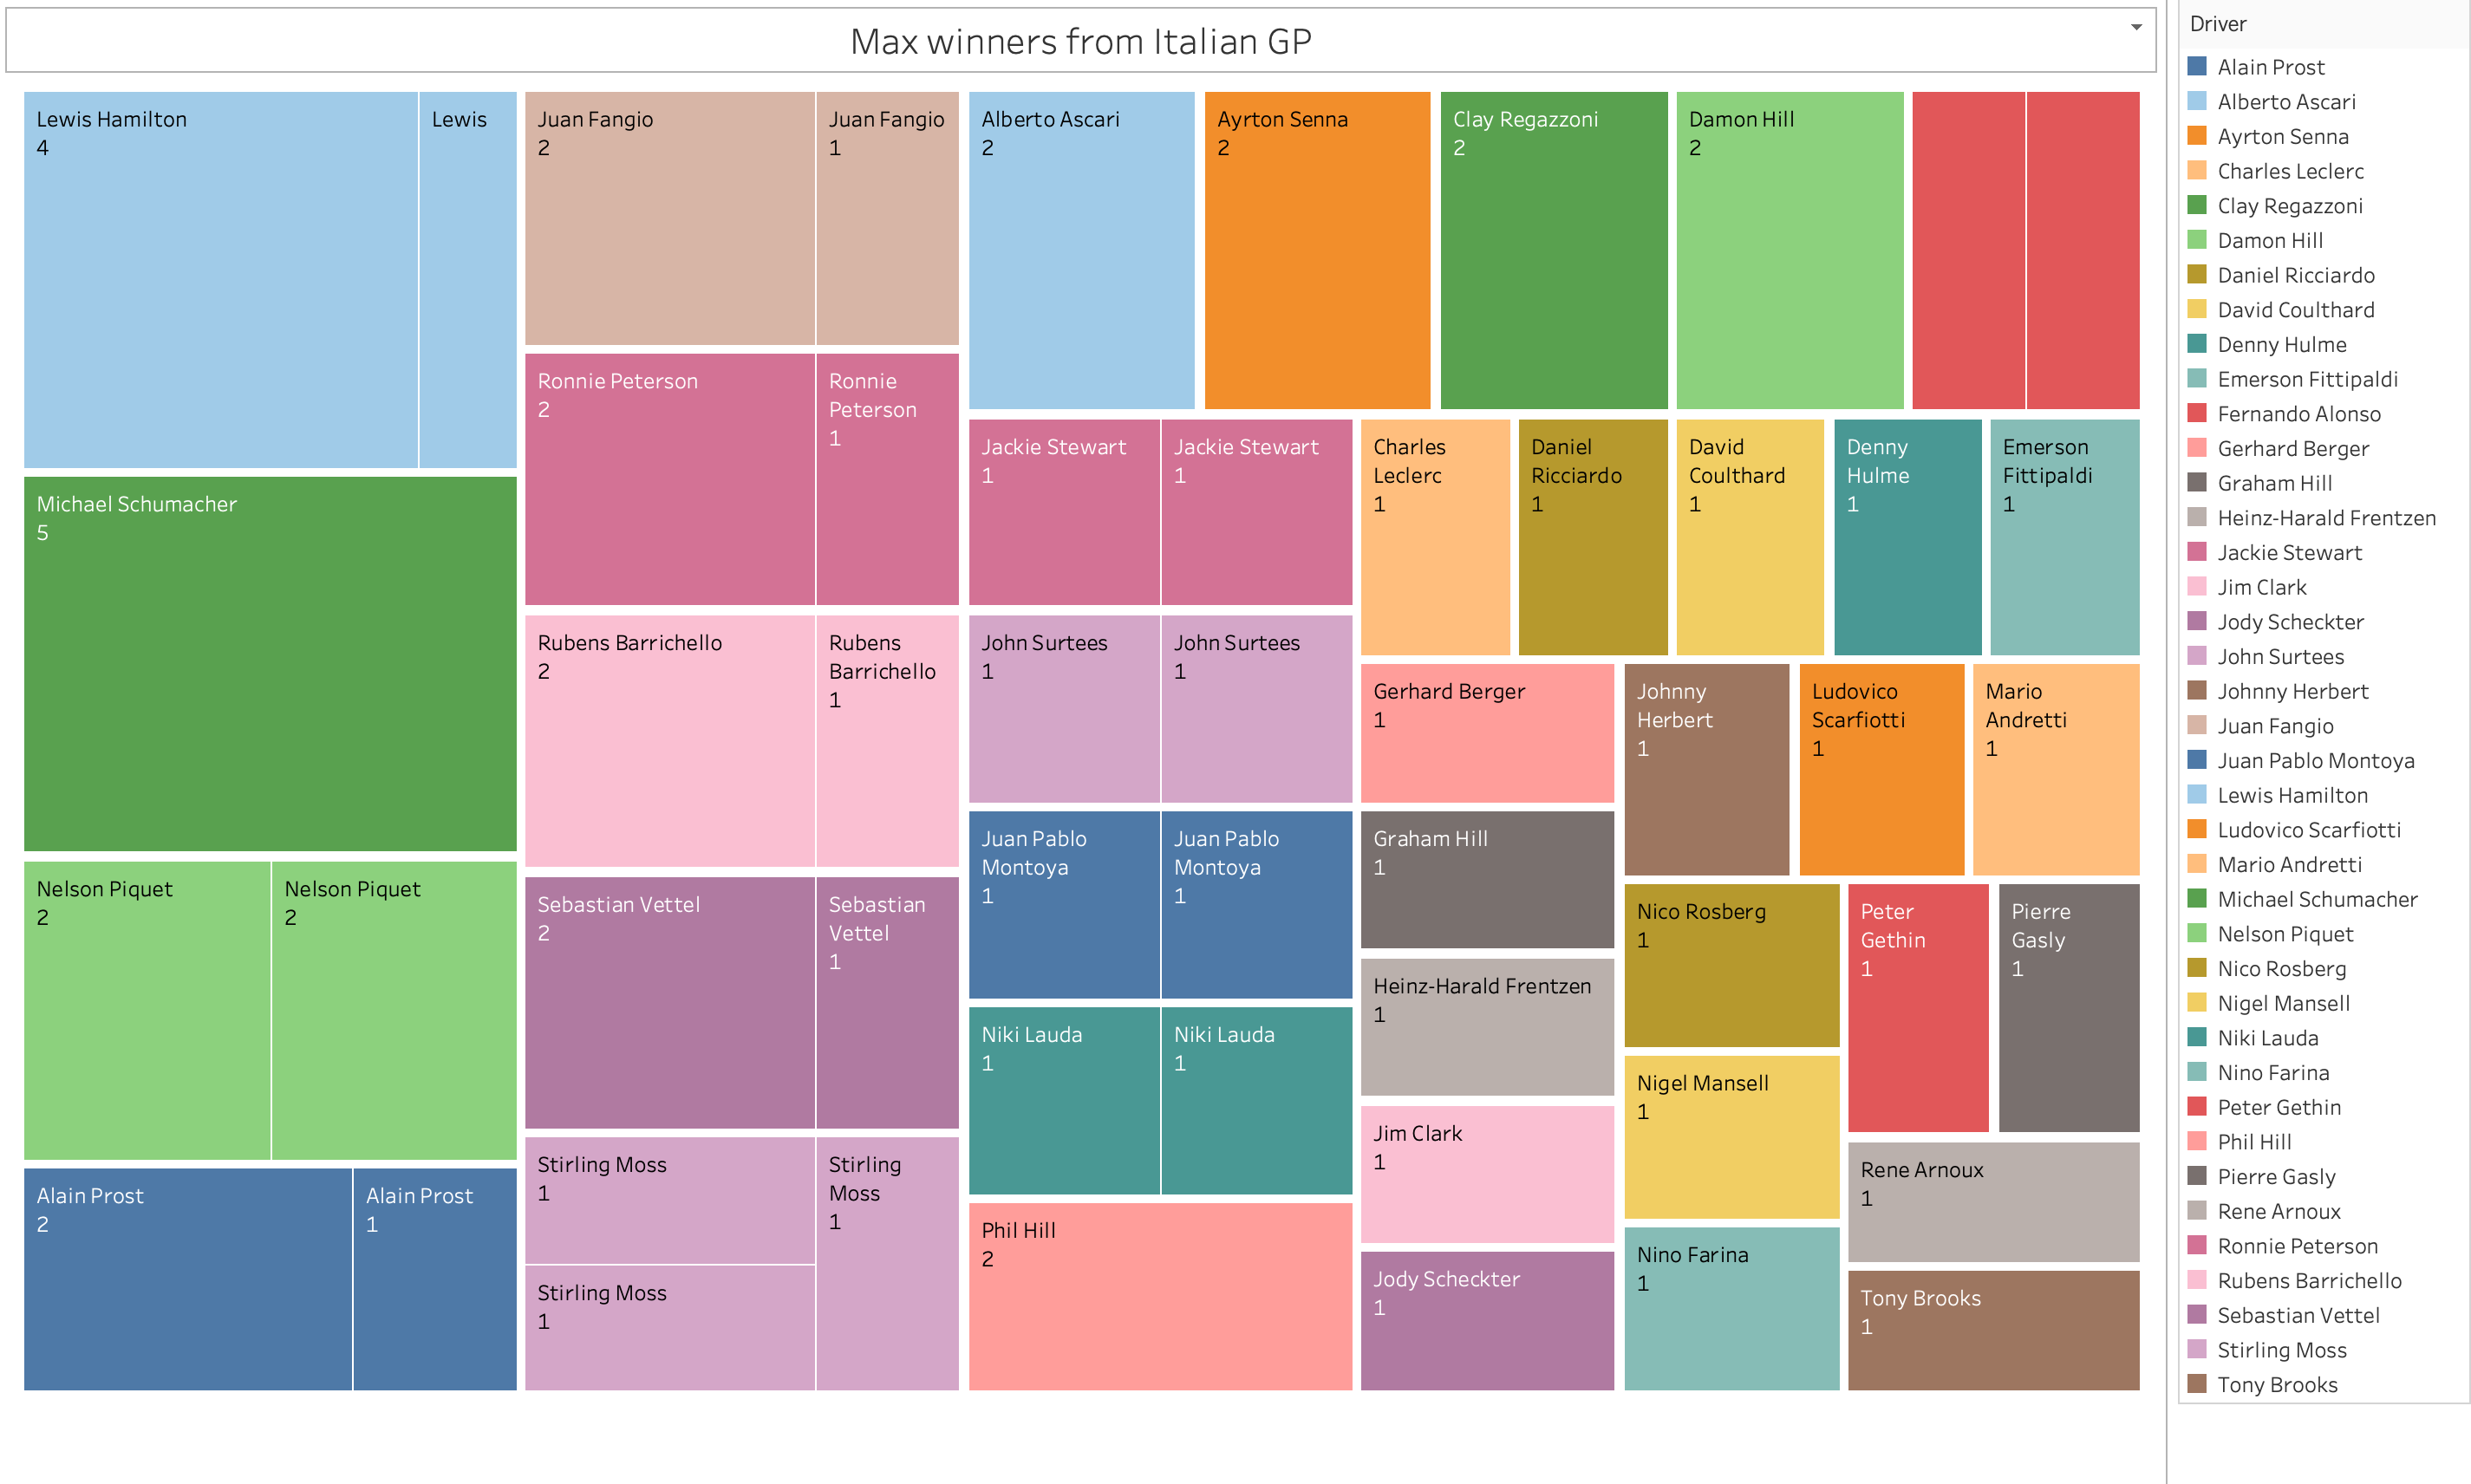 Max winners from Italian GP
Lewis Hamilton
4
Lewis
Michael Schumacher
5
Nelson Piquet
2
Nelson Piquet
2
Alain Prost
2
Alain Prost
1
Juan Fangio
2
Juan Fangio
1
Ronnie Peterson
2
Ronnie
Peterson
1
Rubens Barrichello
2
Rubens
Barrichello
1
Sebastian Vettel
2
Sebastian
Vettel
1
Stirling Moss
1
Stirling Moss
1
Stirling
Moss
1
Alberto Ascari
2
Ayrton Senna
2
Clay Regazzoni
2
Damon Hill
2
Jackie Stewart
1
Jackie Stewart
1
John Surtees
1
John Surtees
1
Juan Pablo
Montoya
1
Juan Pablo
Montoya
1
Niki Lauda
1
Niki Lauda
1
Phil Hill
2
Charles
Leclerc
1
Daniel
Ricciardo
1
David
Coulthard
1
Denny
Hulme
1
Emerson
Fittipaldi
1
Gerhard Berger
1
Graham Hill
1
Heinz-Harald Frentzen
1
Jim Clark
1
Jody Scheckter
1
Johnny
Herbert
1
Ludovico
Scarfiotti
1
Mario
Andretti
1
Nico Rosberg
1
Nigel Mansell
1
Nino Farina
1
Peter
Gethin
1
Pierre
Gasly
1
Rene Arnoux
1
Tony Brooks
1
Driver
Alain Prost
Alberto Ascari
Ayrton Senna
Charles Leclerc
Clay Regazzoni
Damon Hill
Daniel Ricciardo
David Coulthard
Denny Hulme
Emerson Fittipaldi
Fernando Alonso
Gerhard Berger
Graham Hill
Heinz-Harald Frentzen
Jackie Stewart
Jim Clark
Jody Scheckter
John Surtees
Johnny Herbert
Juan Fangio
Juan Pablo Montoya
Lewis Hamilton
Ludovico Scarfiotti
Mario Andretti
Michael Schumacher
Nelson Piquet
Nico Rosberg
Nigel Mansell
Niki Lauda
Nino Farina
Peter Gethin
Phil Hill
Pierre Gasly
Rene Arnoux
Ronnie Peterson
Rubens Barrichello
Sebastian Vettel
Stirling Moss
Tony Brooks